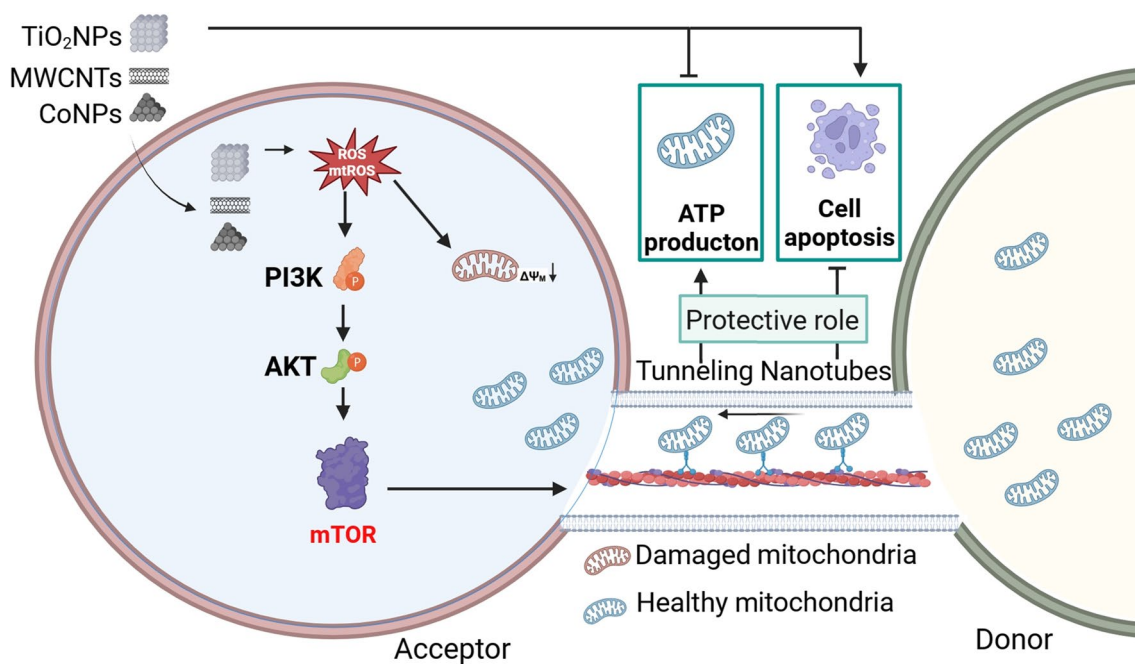 TiO₂NPs
MWCNTs
CoNPs
ROS
mtROS
PI3K
P
ΔΨM
AKT
P
mTOR
ATP
producton
Cell
apoptosis
Protective role
Tunneling Nanotubes
Damaged mitochondria
Healthy mitochondria
Acceptor
Donor